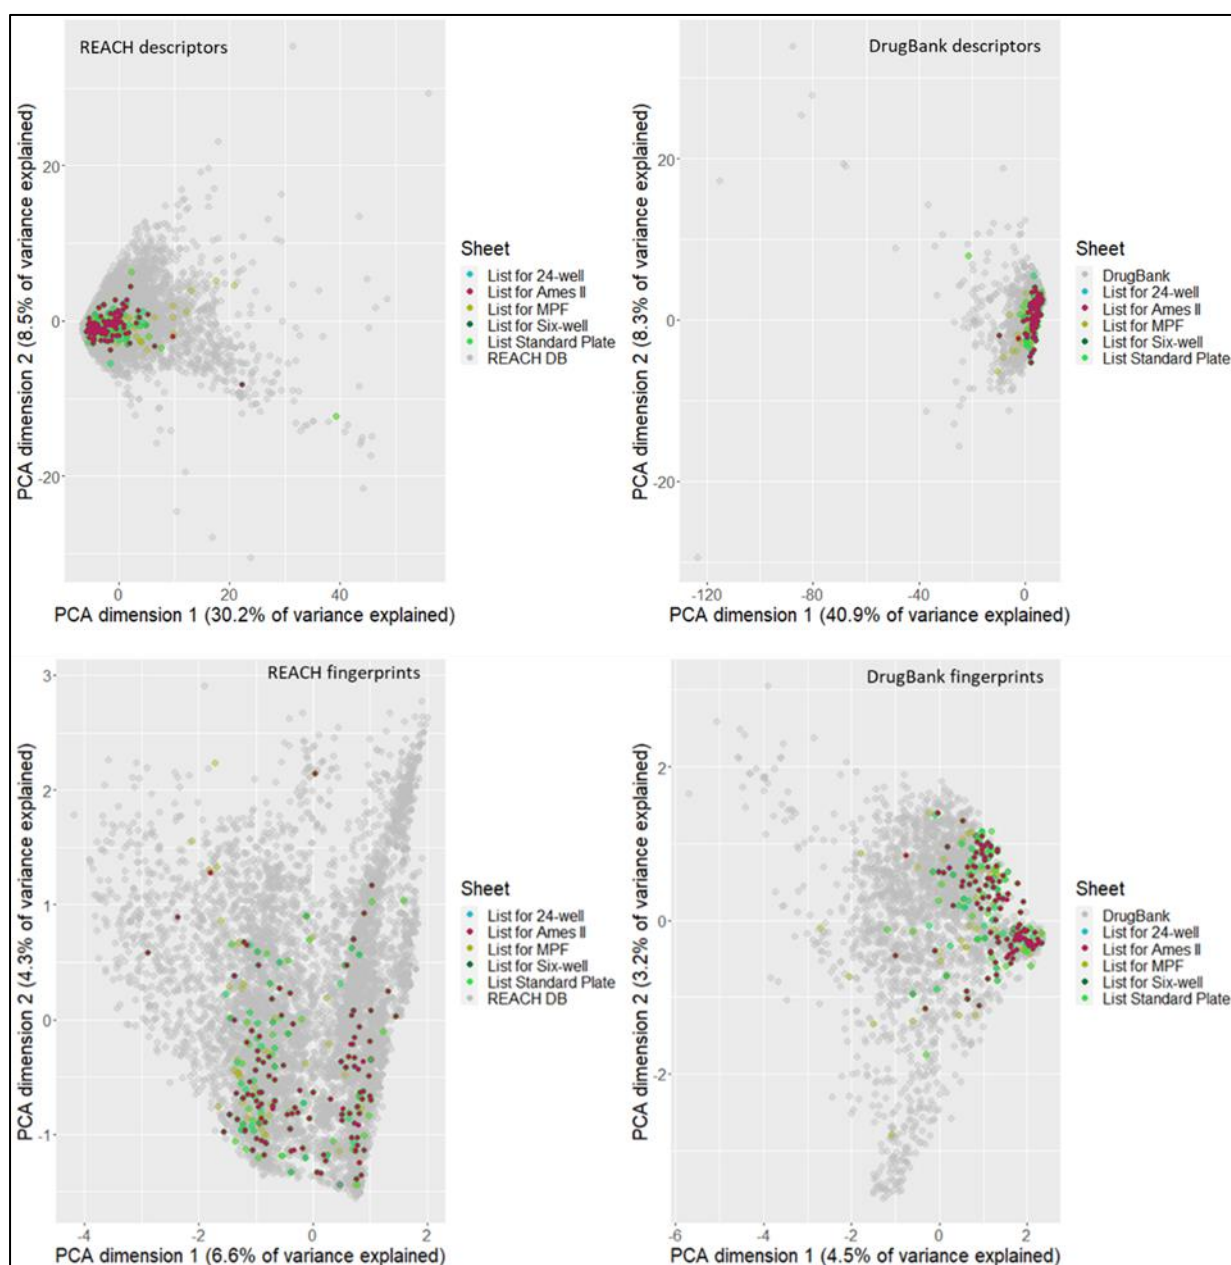 REACH descriptors
20
0
-20
PCA dimension 2 (8.5% of variance explained)
0 20 40
PCA dimension 1 (30.2% of variance explained)
Sheet
List for 24-well
List for Ames II
List for MPF
List for Six-well
List Standard Plate
REACH DB
DrugBank descriptors
20
0
-20
PCA dimension 2 (8.3% of variance explained)
-120 -80 -40 0
PCA dimension 1 (40.9% of variance explained)
Sheet
DrugBank
List for 24-well
List for Ames II
List for MPF
List for Six-well
List Standard Plate
REACH fingerprints
3
2
1
0
-1
PCA dimension 2 (4.3% of variance explained)
-4 -2 0 2
PCA dimension 1 (6.6% of variance explained)
Sheet
List for 24-well
List for Ames II
List for MPF
List for Six-well
List Standard Plate
REACH DB
DrugBank fingerprints
2
0
-2
PCA dimension 2 (3.2% of variance explained)
-6 -4 -2 0 2
PCA dimension 1 (4.5% of variance explained)
Sheet
DrugBank
List for 24-well
List for Ames II
List for MPF
List for Six-well
List Standard Plate